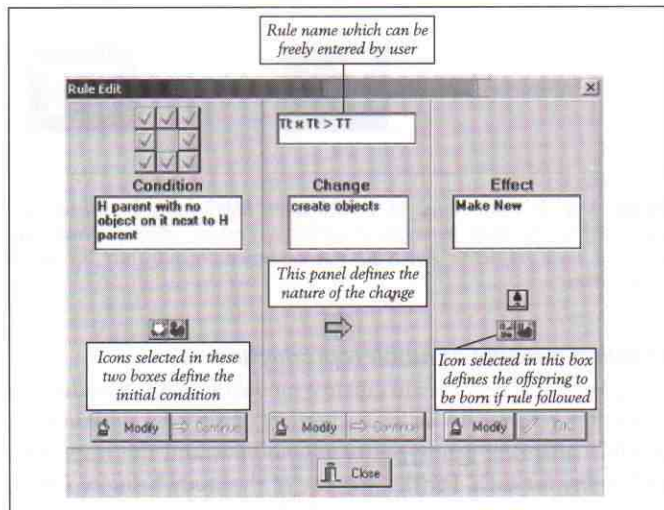 Rule name which can be
freely entered by user
Rule Edit
Tt x Tt > TT
Condition
H parent with no
object on it next to H
parent
Change
create objects
Effect
Make New
This panel defines the
nature of the change
Icons selected in these
two boxes define the
initial condition
Icon selected in this box
defines the offspring to
be born if rule followed
Modify
Continue
Modify
Continue
Modify
Close